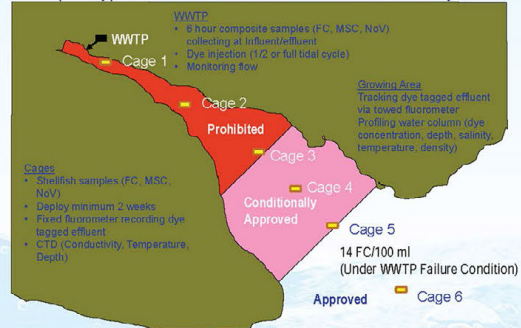 WWTP
• 6 hour composite samples (FC, MSC, NoV)
collecting at Influent/effluent
• Dye injection (1/2 or full tidal cycle)
• Monitoring flow
WWTP
Cage 1
Cage 2
Prohibited
Growing Area
Tracking dye tagged effluent
via towed fluorometer
Profiling water column (dye
concentration, depth, salinity,
temperature, density)
Cage 3
Cages
• Shellfish samples (FC, MSC,
NoV)
• Deploy minimum 2 weeks
• Fixed fluorometer recording dye
tagged effluent
• CTD (Conductivity, Temperature,
Depth)
Cage 4
Conditionally
Approved
Cage 5
14 FC/100 ml
(Under WWTP Failure Condition)
Approved
Cage 6